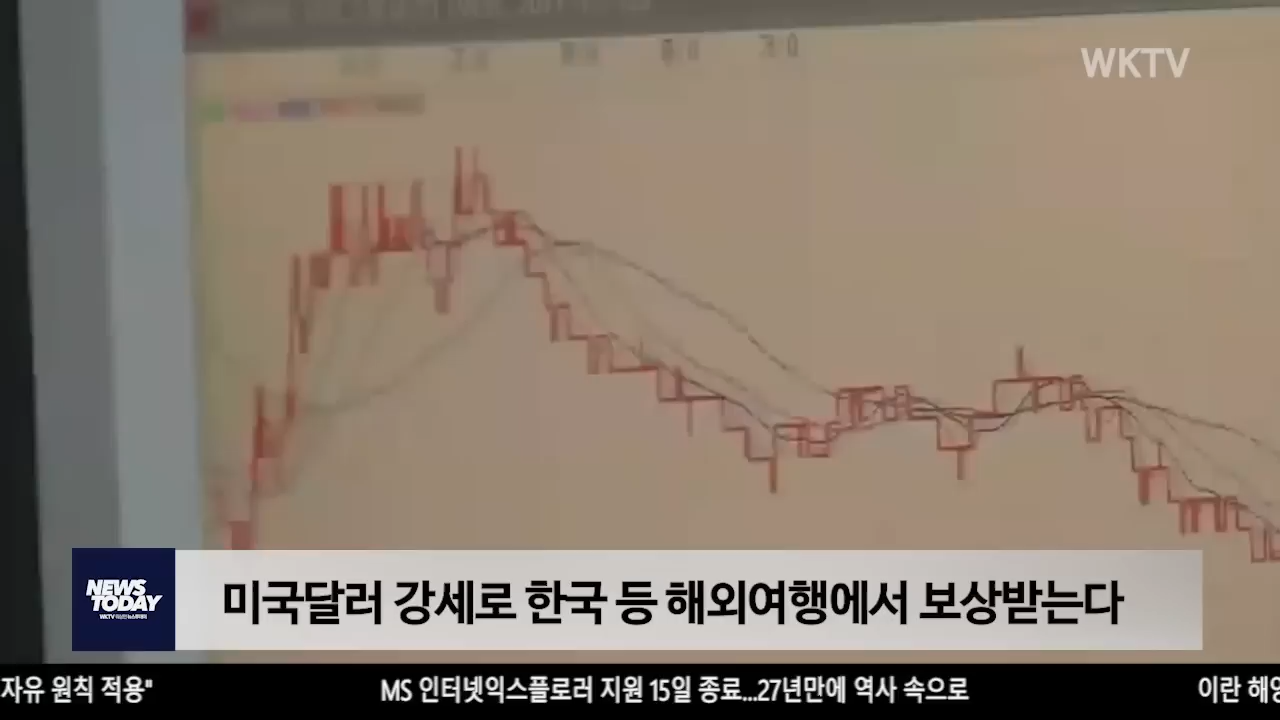 WKTV
NEWS
TODAY
미국달러 강세로 한국 등 해외여행에서 보상받는다
자유 원칙 적용"
MS 인터넷익스플로러 지원 15일 종료...27년만에 역사 속으로
이란 해양